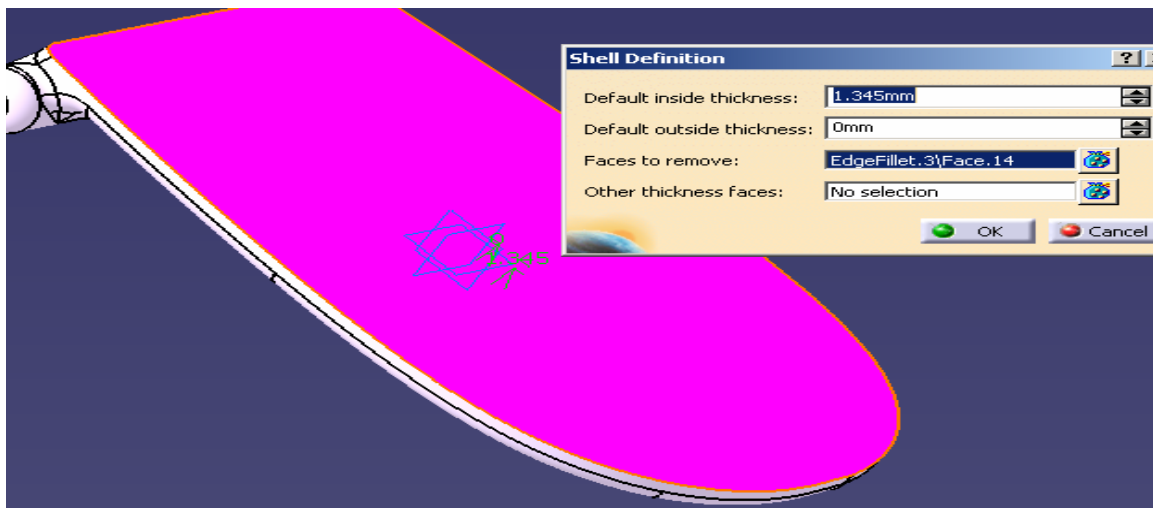 Shell Definition
?
Default inside thickness: 1.345mm
Default outside thickness: 0mm
Faces to remove: EdgeFillet.3\Face.14
Other thickness faces: No selection
OK Cancel